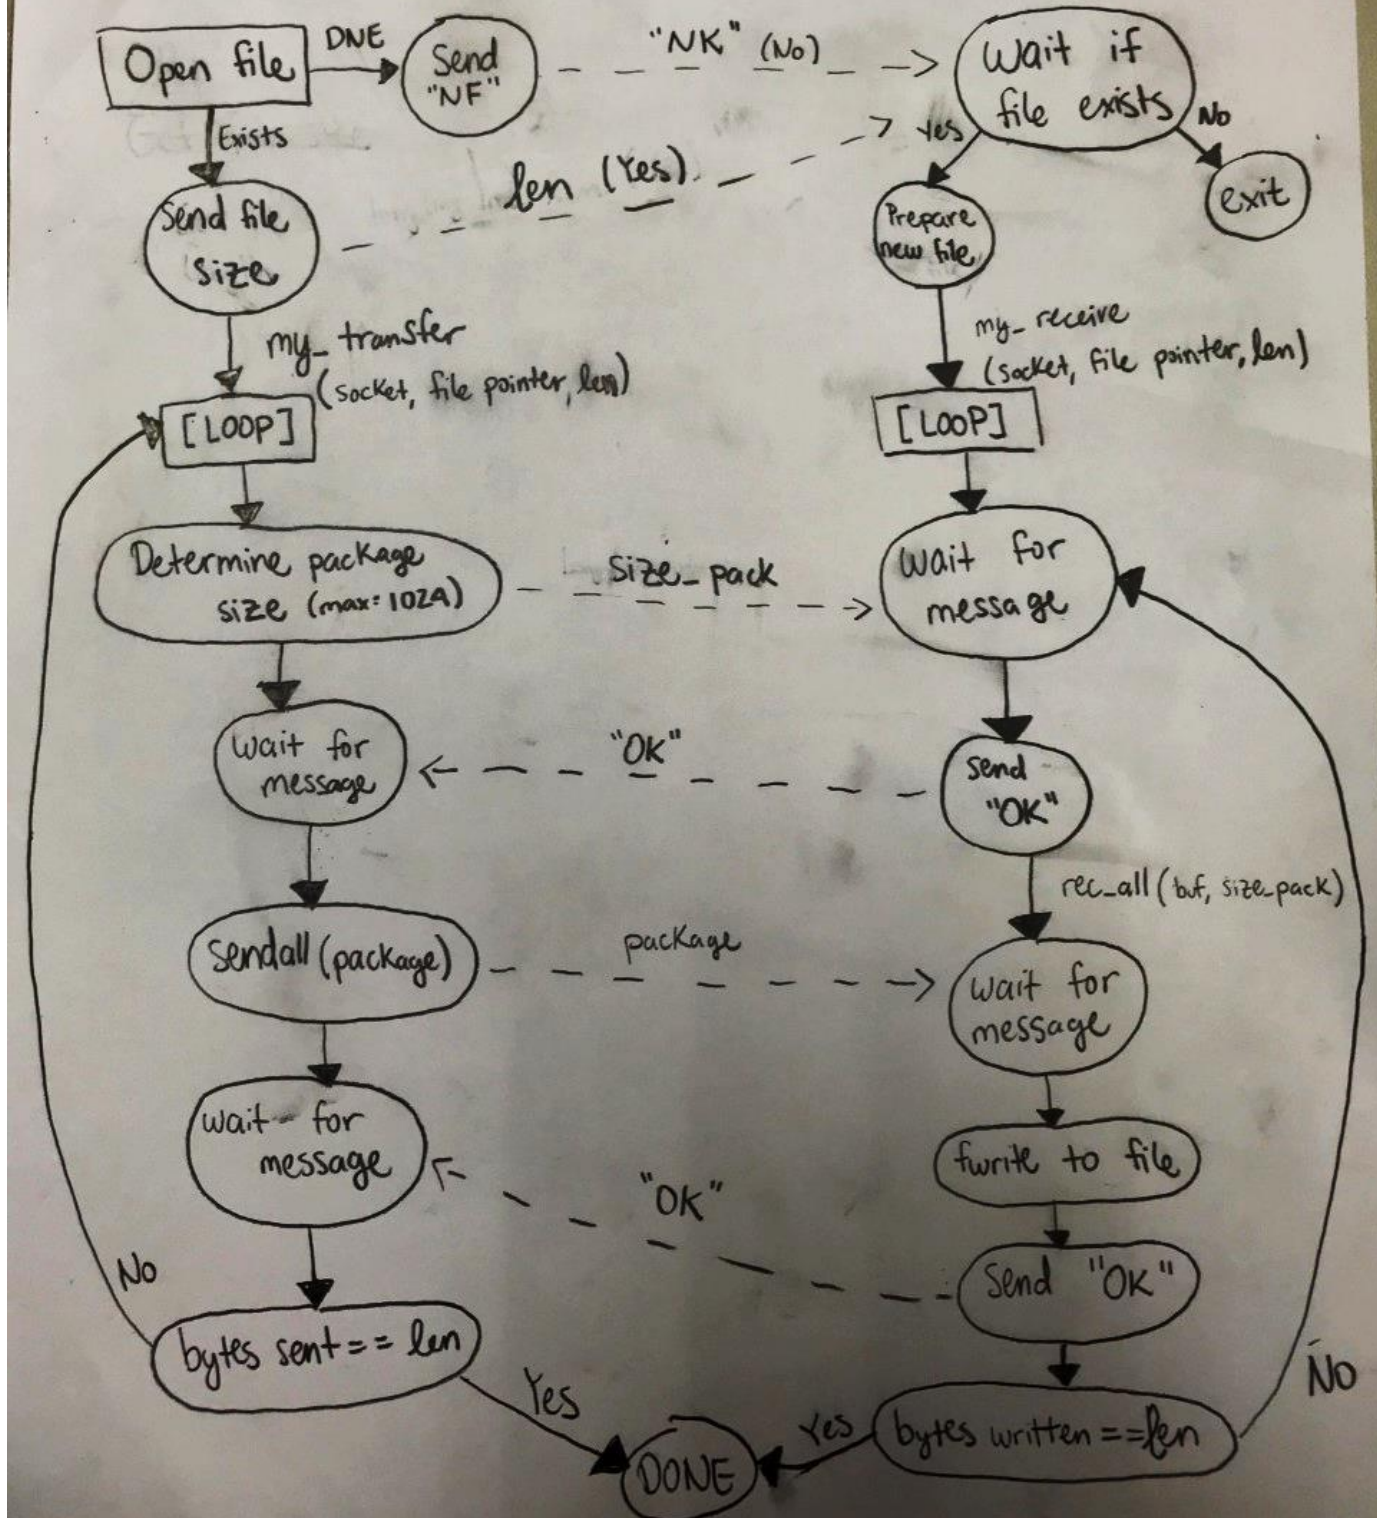 Open file
DNE
Send
"NF"
"NK" (No)
Wait if
file exists
No
Yes
exit
Exists
len (Yes)
Send file
size
Prepare
new file
my_transfer
(socket, file pointer, len)
my_receive
(socket, file pointer, len)
[LOOP]
[LOOP]
Determine package
size (max=1024)
size_pack
wait for
message
wait for
message
"OK"
send
"OK"
rec_all (buf, size_pack)
sendall (package)
package
wait for
message
wait - for
message
"OK"
fwrite to file
Send "OK"
No
bytes sent == len
Yes
No
Yes
bytes written ==len
DONE